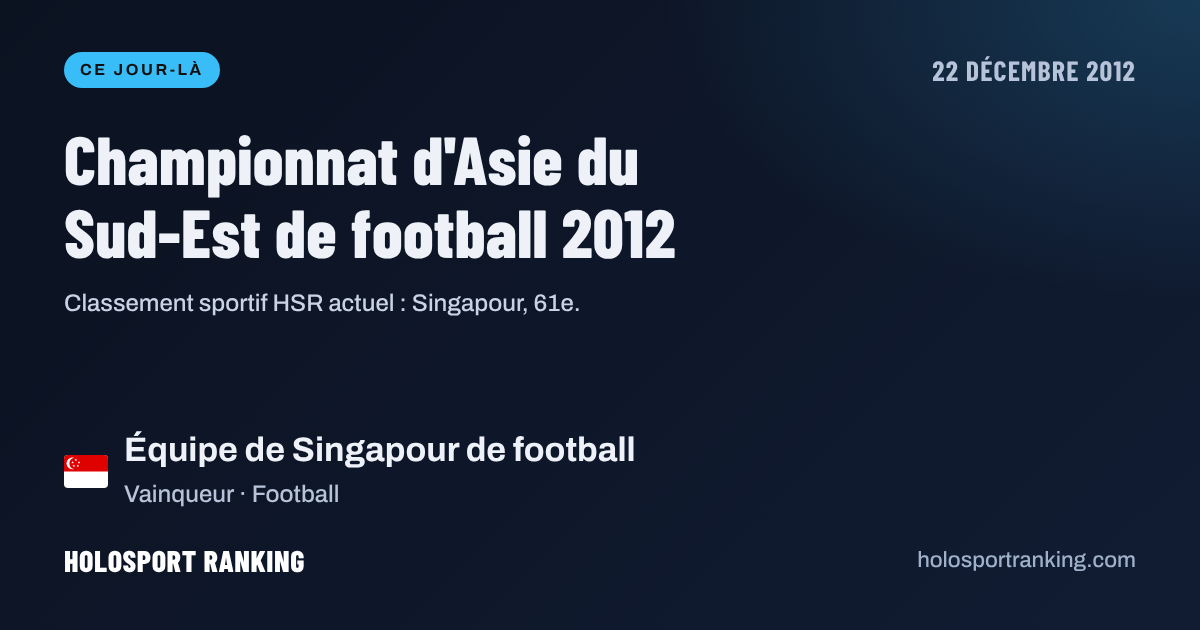 CE JOUR-LÀ
22 DÉCEMBRE 2012
Championnat d'Asie du
Sud-Est de football 2012
Classement sportif HSR actuel : Singapour, 61e.
Équipe de Singapour de football
Vainqueur · Football
HOLOSPORT RANKING
holosportranking.com